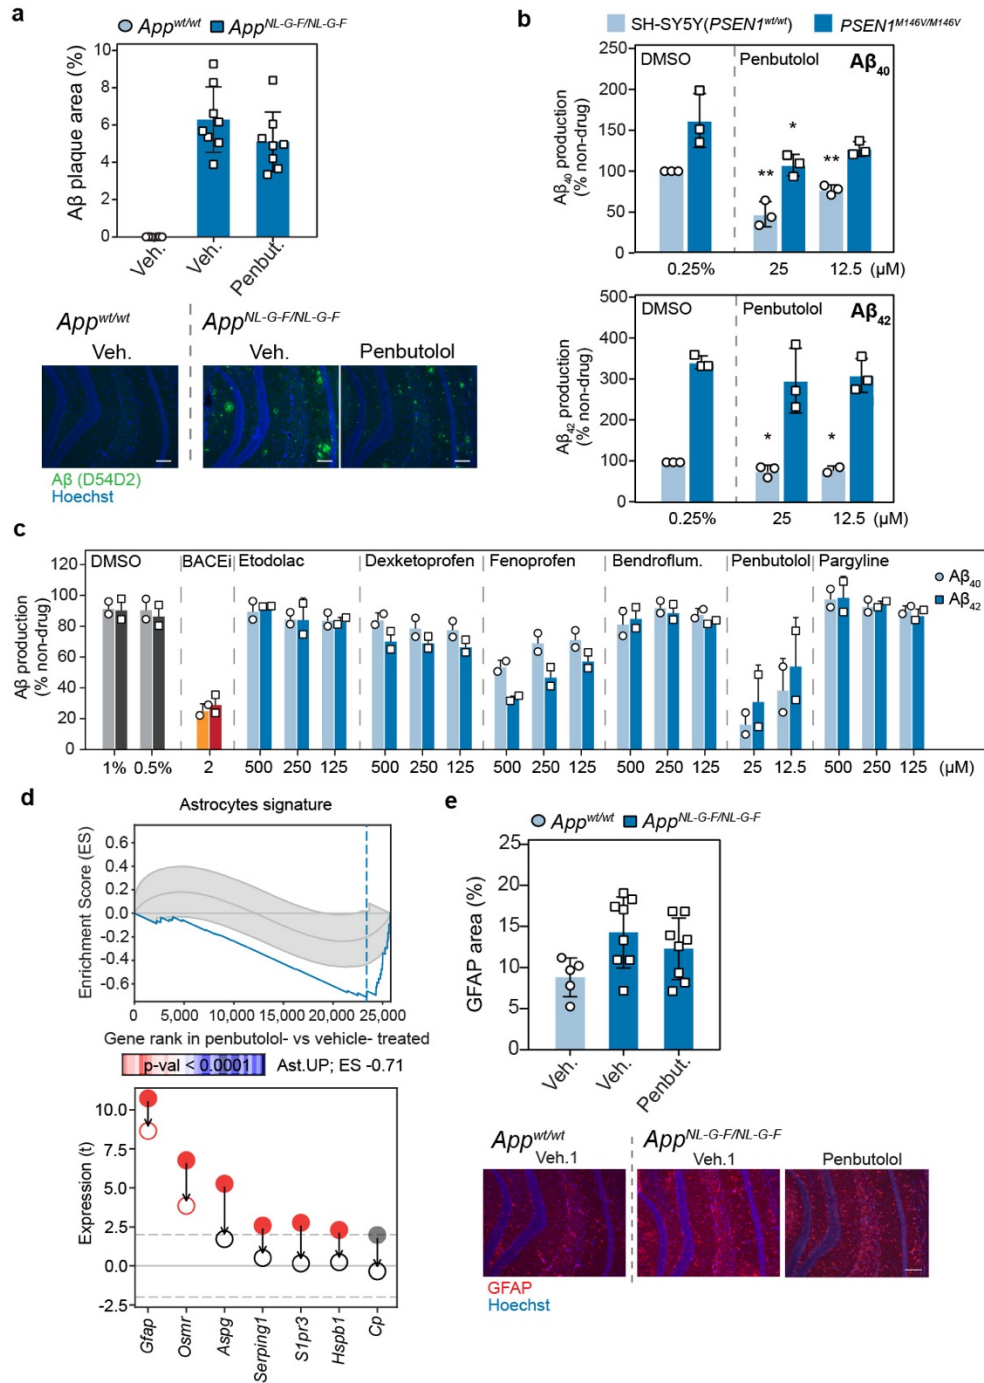 a
App^wt/wt App^NL-G-F/NL-G-F
Aβ plaque area (%)
10
8
6
4
2
0
Veh. Veh. Penbut.
App^wt/wt App^NL-G-F/NL-G-F
Veh. Veh. Penbutolol
Aβ (D54D2)
Hoechst
b
SH-SY5Y(PSEN1^wt/wt) PSEN1^M146V/M146V
Aβ40 production
(% non-drug)
250
200
150
100
50
0
DMSO Penbutolol Aβ40
** * **
0.25% 25 12.5 (μM)
Aβ42 production
(% non-drug)
500
400
300
200
100
0
DMSO Penbutolol Aβ42
* *
0.25% 25 12.5 (μM)
c
Aβ production
(% non-drug)
120
100
80
60
40
20
0
DMSO BACEi Etodolac Dexketoprofen Fenoprofen Bendroflum. Penbutolol Pargyline
Aβ40
Aβ42
1% 0.5% 2 500 250 125 500 250 125 500 250 125 500 250 125 25 12.5 500 250 125 (μM)
d
Astrocytes signature
Enrichment Score (ES)
0.6
0.4
0.2
0.0
-0.2
-0.4
-0.6
0 5,000 10,000 15,000 20,000 25,000
Gene rank in penbutolol- vs vehicle- treated
p-val < 0.0001 Ast.UP; ES -0.71
Expression (t)
10.0
7.5
5.0
2.5
0.0
-2.5
Gfap Osmr Aspg Serping1 S1pr3 Hspb1 Cp
e
App^wt/wt App^NL-G-F/NL-G-F
GFAP area (%)
25
20
15
10
5
0
Veh. Veh. Penbut.
App^wt/wt App^NL-G-F/NL-G-F
Veh.1 Veh.1 Penbutolol
GFAP
Hoechst